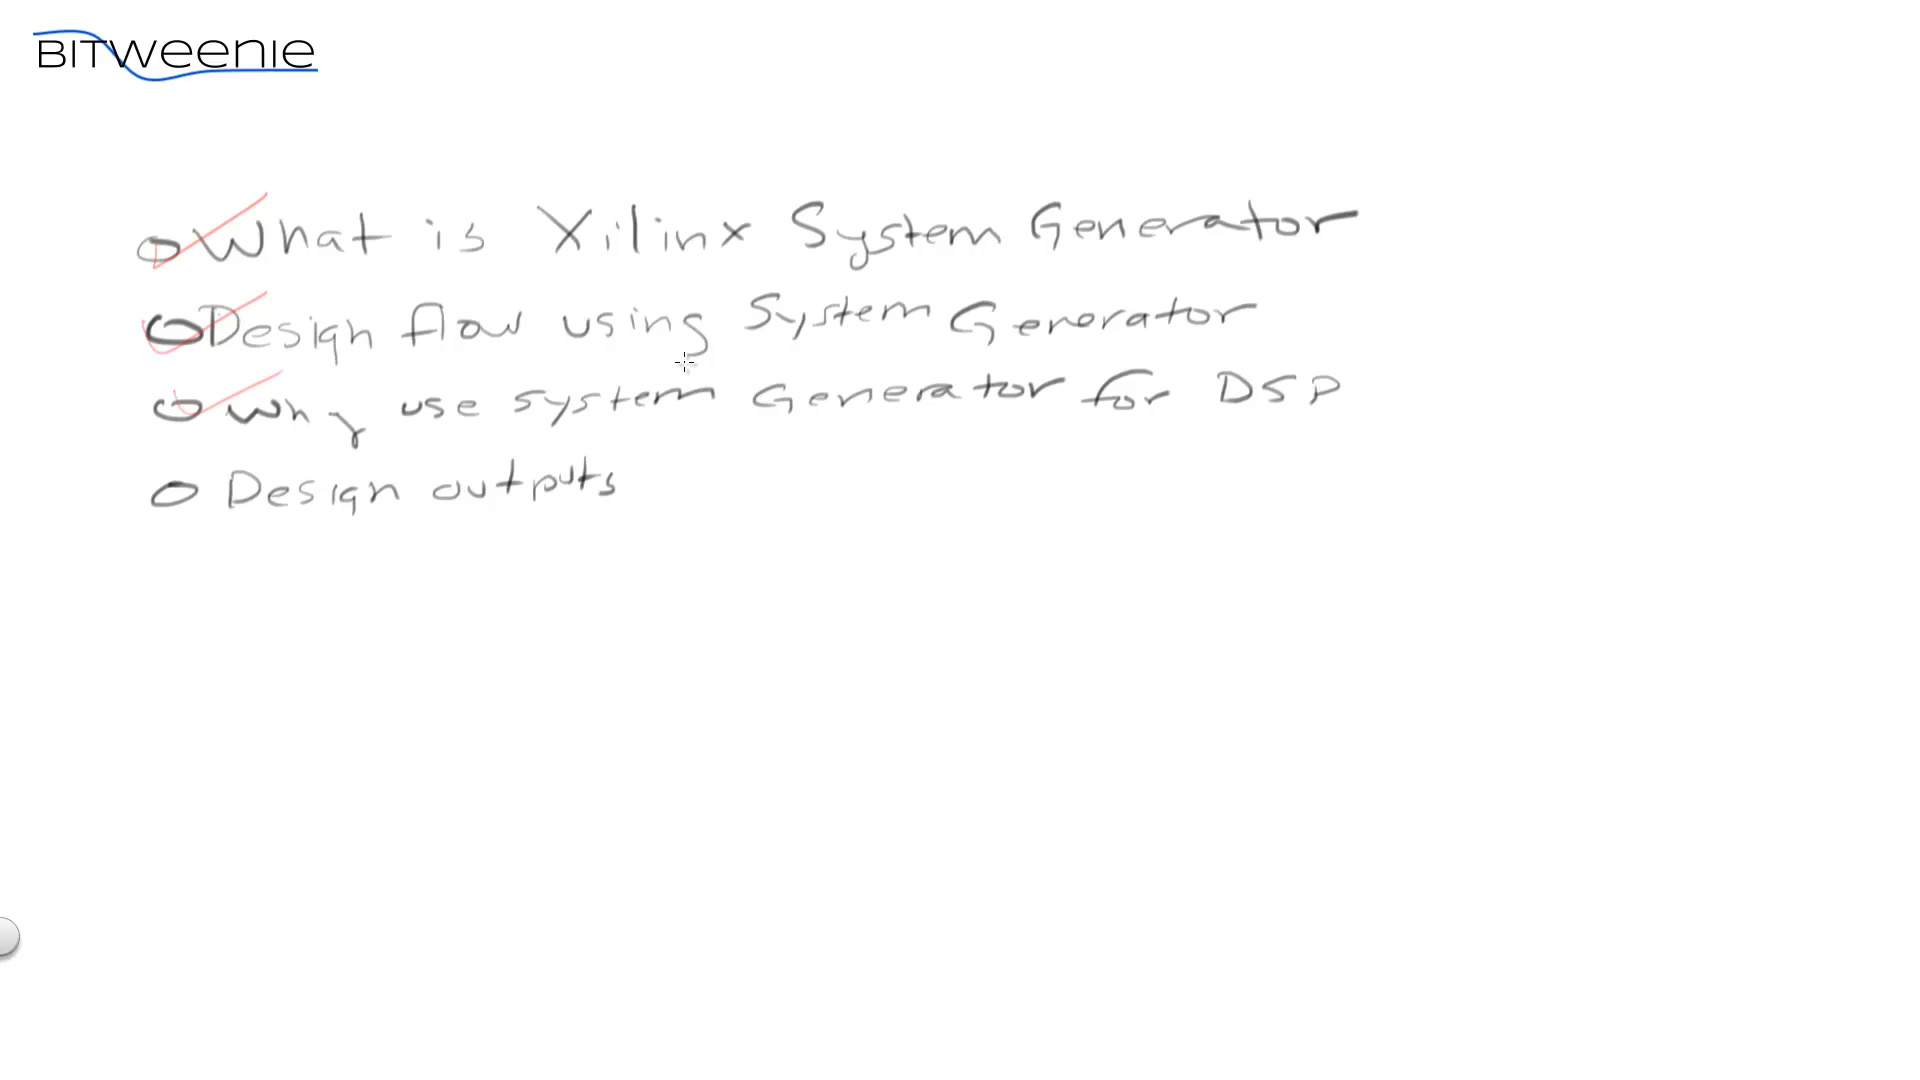 BITWEENIE
What is Xilinx System Generator
Design flow using System Generator
Why use system Generator for DSP
Design outputs